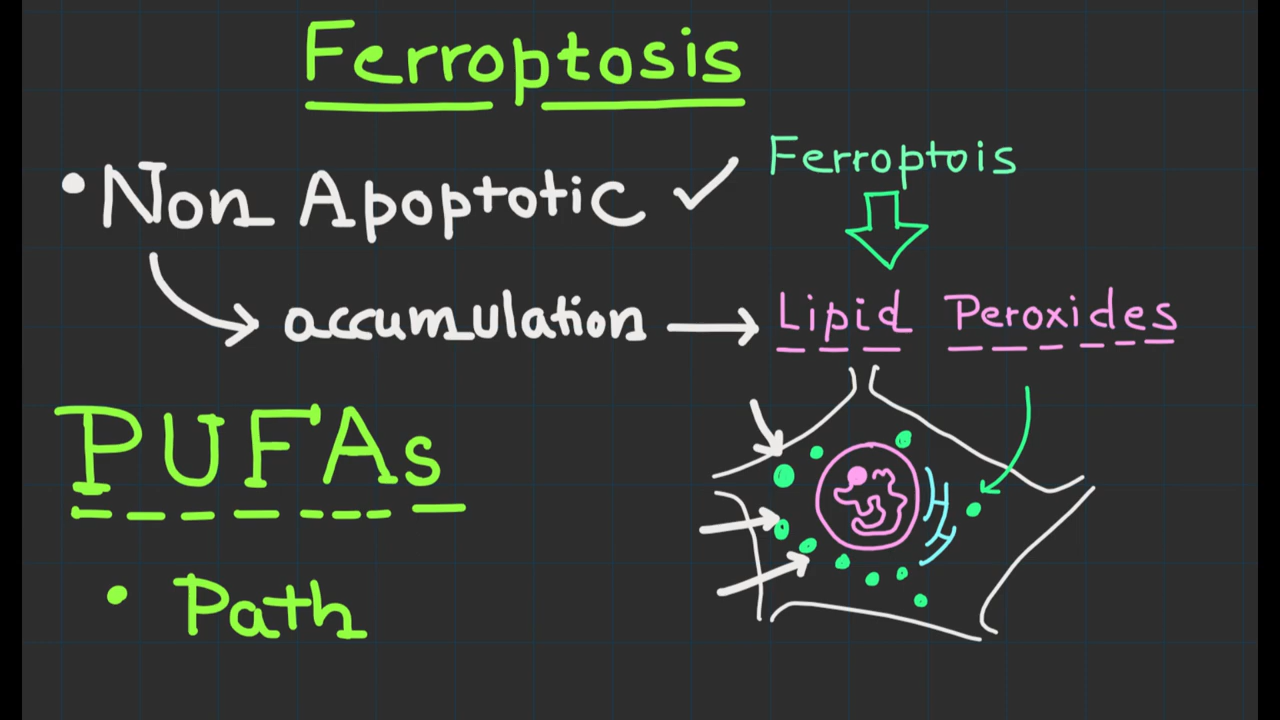 Ferroptosis
• Non Apoptotic ✓
Ferroptois
accumulation → Lipid Peroxides
PUFAs
• Path